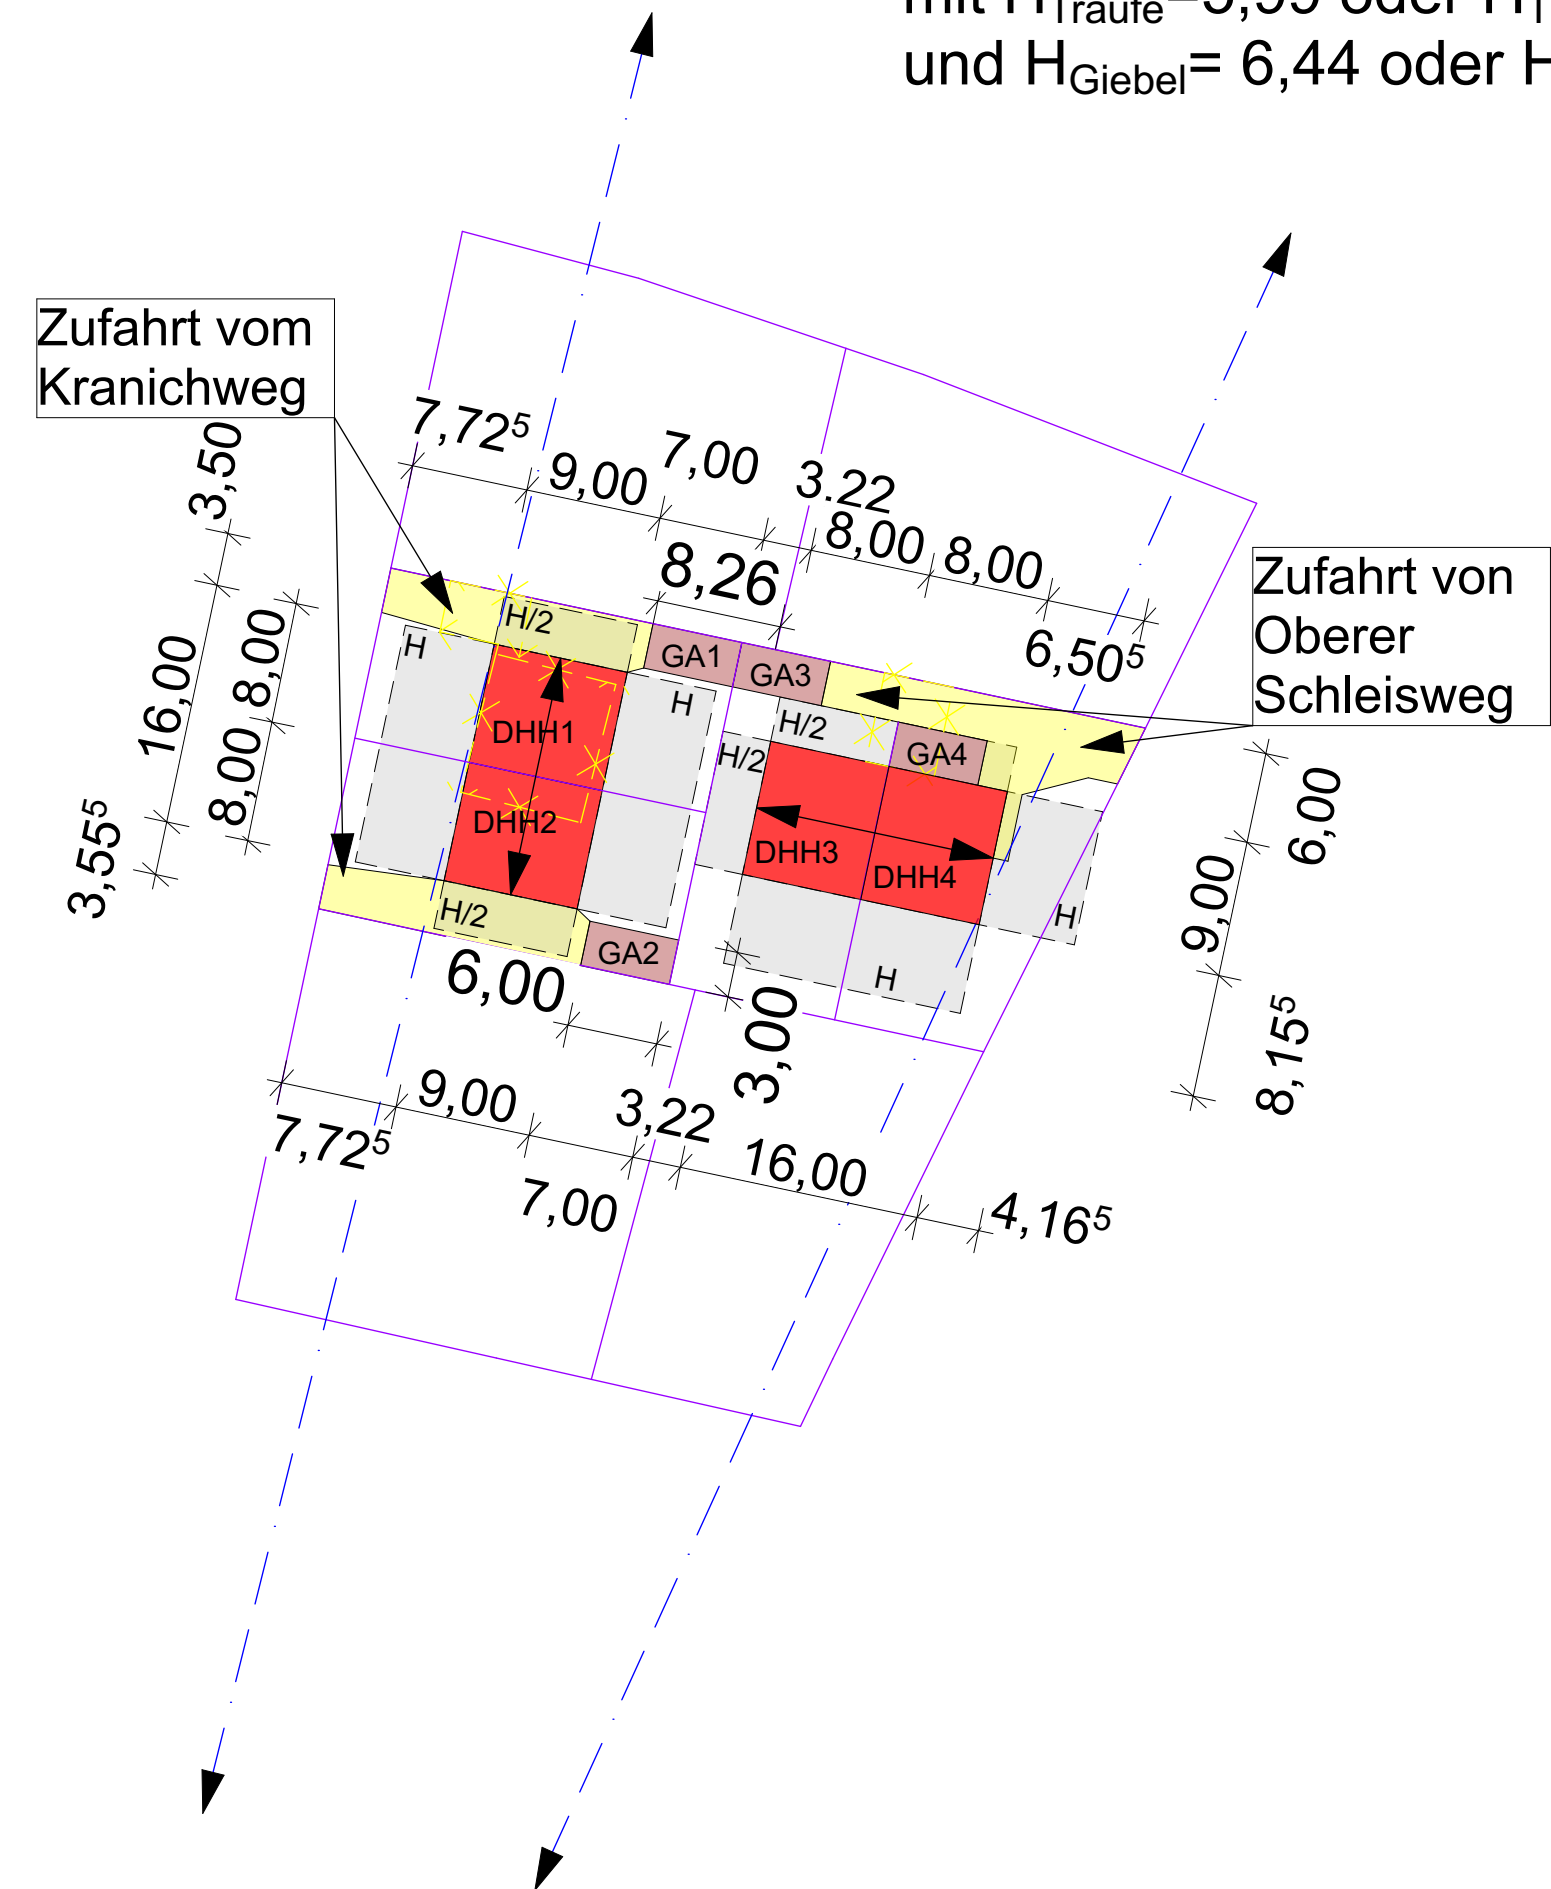 und HGiebel= 6,44 oder H
Zufahrt vom
Kranichweg
7,72⁵
9,00
7,00
3.22
8,00
8,00
6,50⁵
8,26
3,50
16,00
3,55⁵
8,00
8,00
Zufahrt von
Oberer
Schleisweg
H/2
H
GA1
GA3
H
H/2
H/2
GA4
DHH1
DHH2
DHH3
DHH4
H/2
GA2
H
H
6,00
3,00
6,00
9,00
8,15⁵
7,72⁵
9,00
7,00
3,22
16,00
4,16⁵